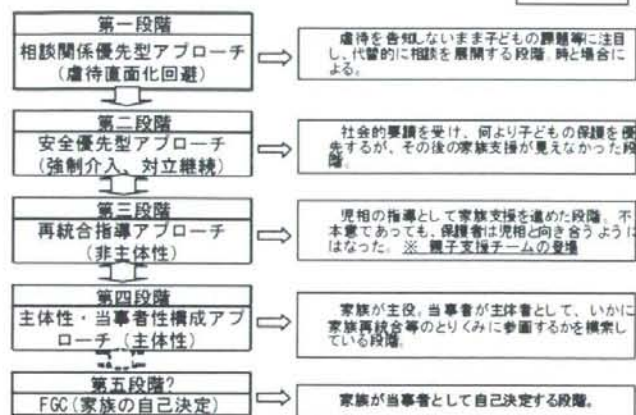 第一段階
相談関係優先型アプローチ
(虐待直面化回避)
虐待を告知しないまま子どもの課題等に注目
し、代替的に相談を展開する段階。時と場合に
よる。
第二段階
安全優先型アプローチ
(強制介入、対立継続)
社会的要請を受け、何より子どもの保護を優
先するが、その後の家族支援が見えなかった段
階。
第三段階
再統合指導アプローチ
(非主体性)
児相の指導として家族支援を進めた段階。不
本意であっても、保護者は児相と向き合うように
はなった。※ 親子支援チームの登場
第四段階
主体性・当事者性構成アプ
ローチ(主体性)
家族が主役。当事者が主体者として、いかに
家族再統合等のとりくみに参画するかを模索し
ている段階。
第五段階?
FGC(家族の自己決定)
家族が当事者として自己決定する段階。